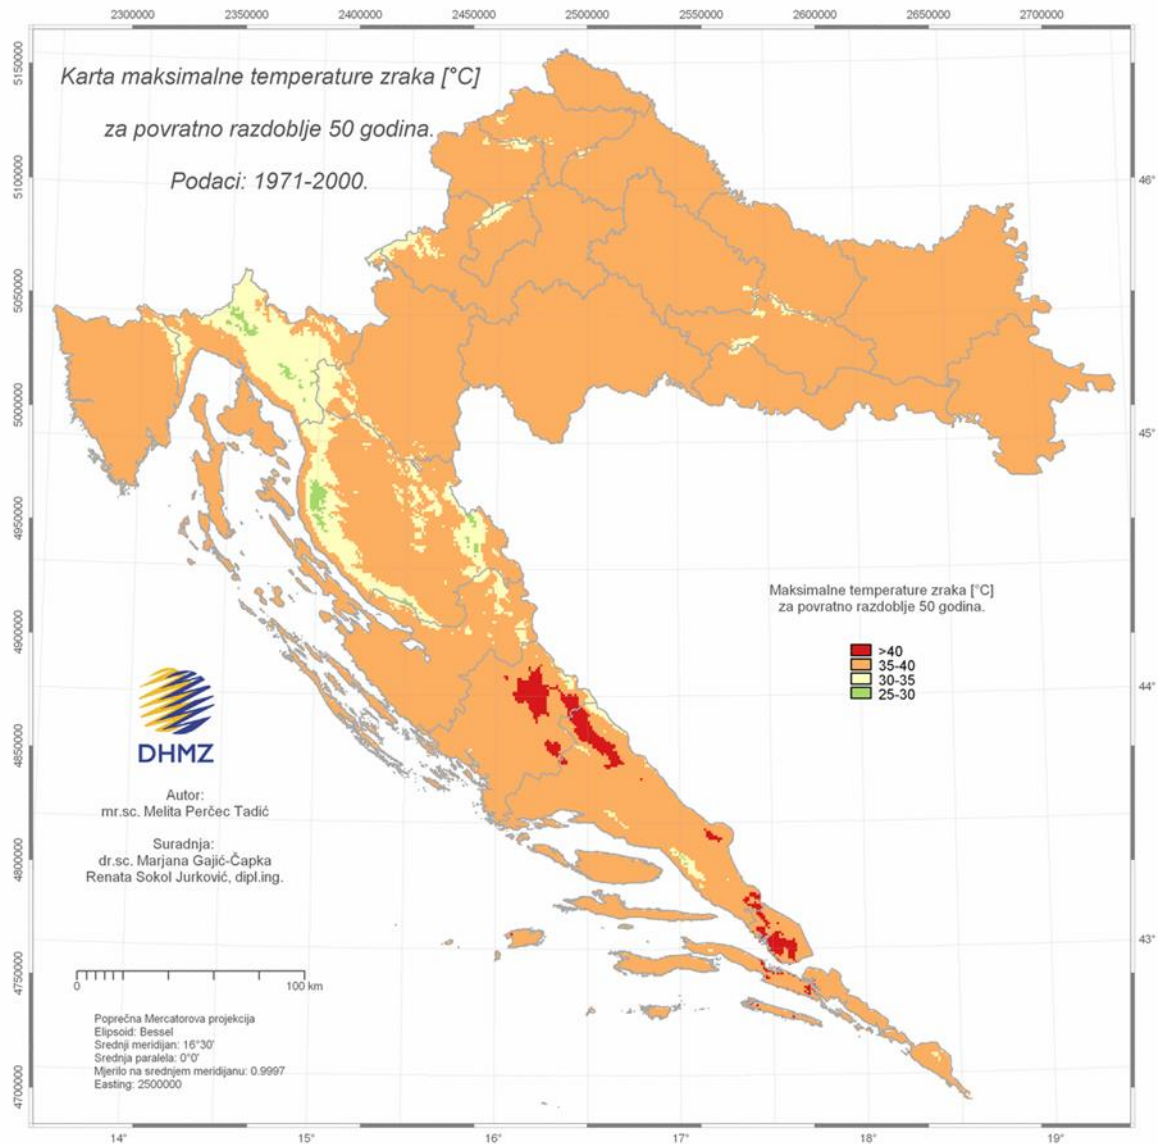 2300000 2350000 2400000 2450000 2500000 2550000 2600000 2650000 2700000
5150000
5100000
5050000
5000000
4950000
4900000
4850000
4800000
4750000
4700000
Karta maksimalne temperature zraka [°C]
za povratno razdoblje 50 godina.
Podaci: 1971-2000.
46°
45°
44°
43°
Maksimalne temperature zraka [°C]
za povratno razdoblje 50 godina.
>40
35-40
30-35
25-30
DHMZ
Autor:
mr.sc. Melita Perčec Tadić
Suradnja:
dr.sc. Marjana Gajić-Čapka
Renata Sokol Jurković, dipl.ing.
0 100 km
Poprečna Mercatorova projekcija
Elipsoid: Bessel
Srednji meridijan: 16°30'
Srednja paralela: 0°0'
Mjerilo na srednjem meridijanu: 0.9997
Easting: 2500000
14° 15° 16° 17° 18° 19°